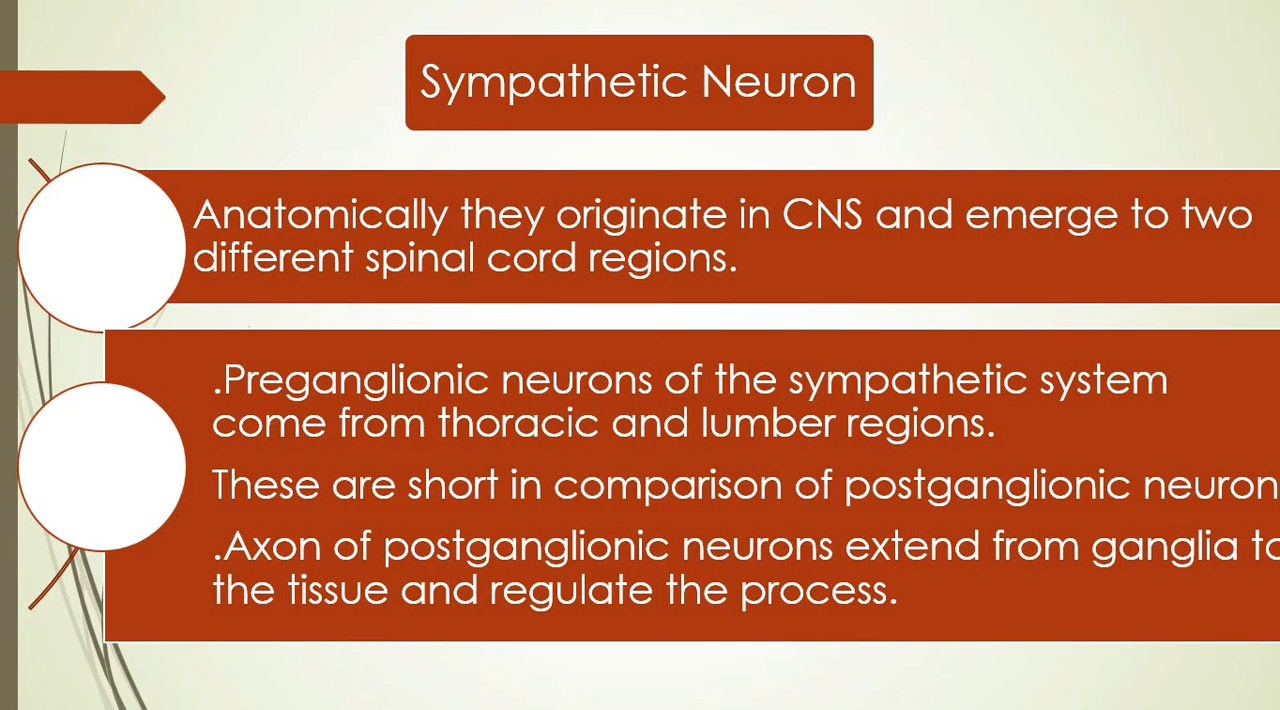 Sympathetic Neuron
Anatomically they originate in CNS and emerge to two
different spinal cord regions.
.Preganglionic neurons of the sympathetic system
come from thoracic and lumber regions.
These are short in comparison of postganglionic neuron
.Axon of postganglionic neurons extend from ganglia to
the tissue and regulate the process.